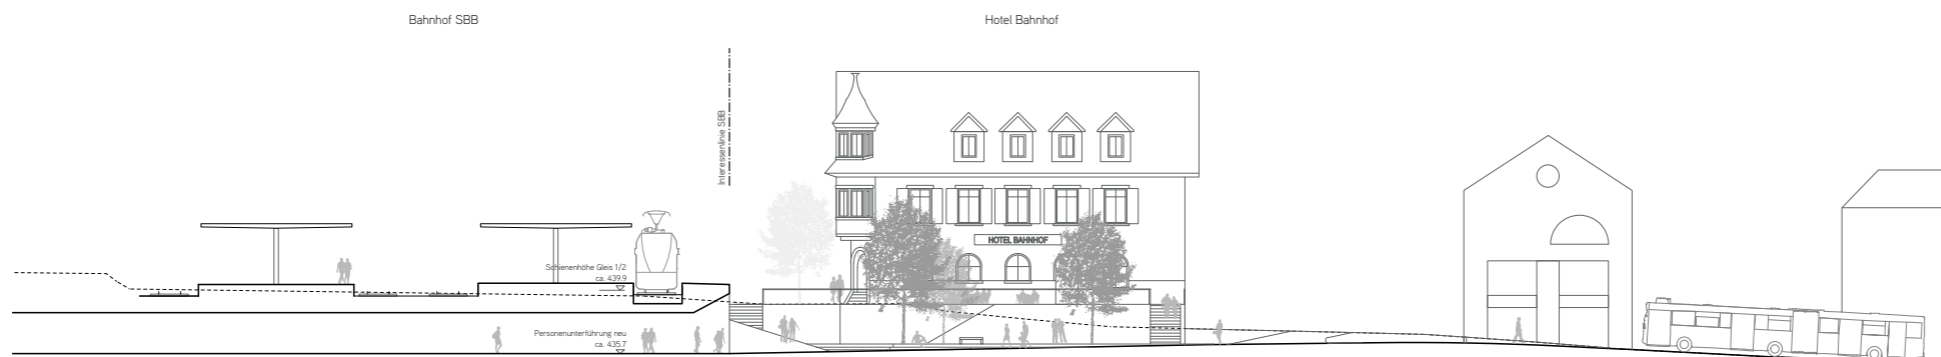 Bahnhof SBB
Hotel Bahnhof
Interessenlinie SBB
HOTEL BAHNHOF
Schienenhöhe Gleis 1/2
ca. 439.9
Personenunterführung neu
ca. 435.7